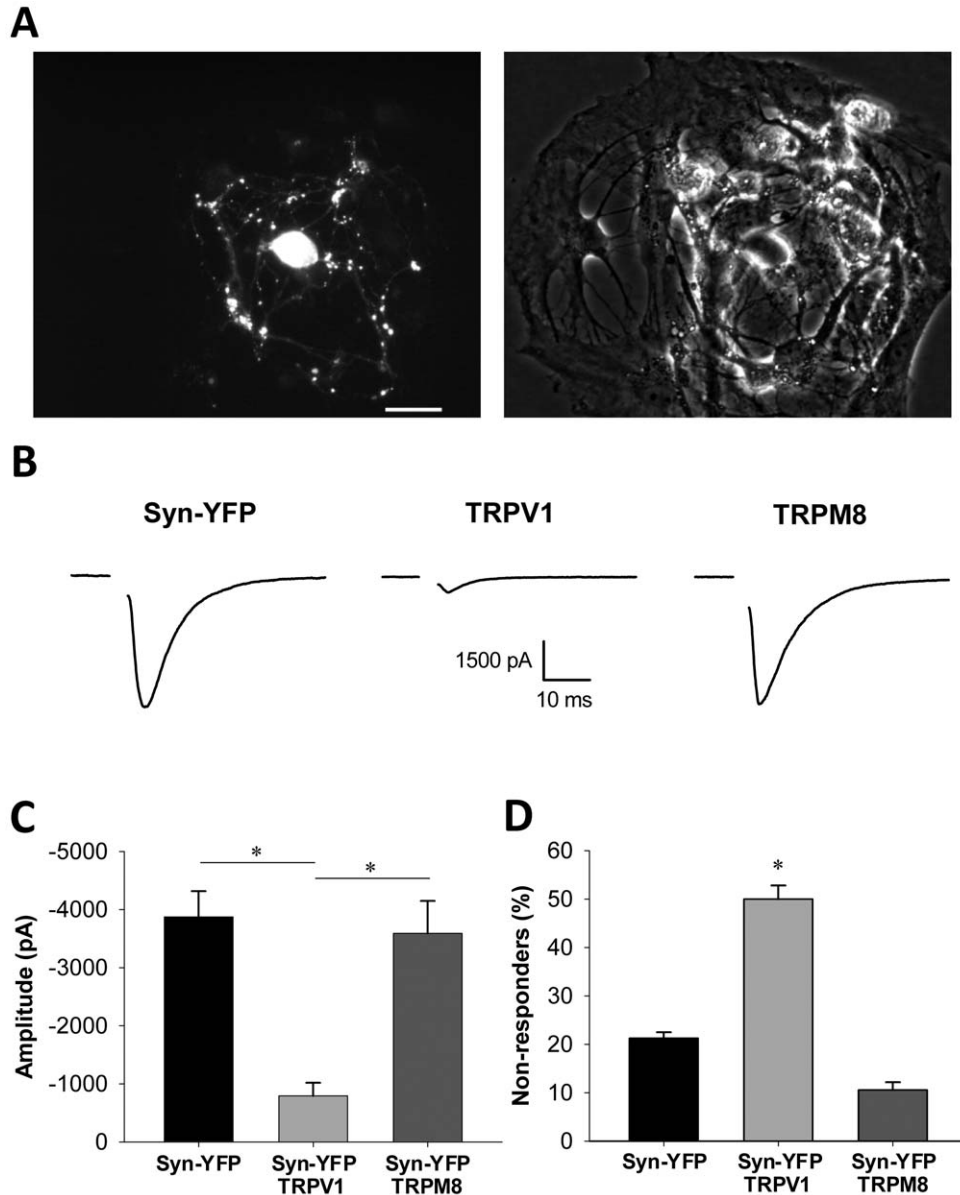 A
B
Syn-YFP TRPV1 TRPM8
1500 pA
10 ms
C
D
Amplitude (pA)
-5000
-4000
-3000
-2000
-1000
0
* *
Syn-YFP Syn-YFP Syn-YFP
TRPV1 TRPM8
Non-responders (%)
60
50
40
30
20
10
0
*
Syn-YFP Syn-YFP Syn-YFP
TRPV1 TRPM8